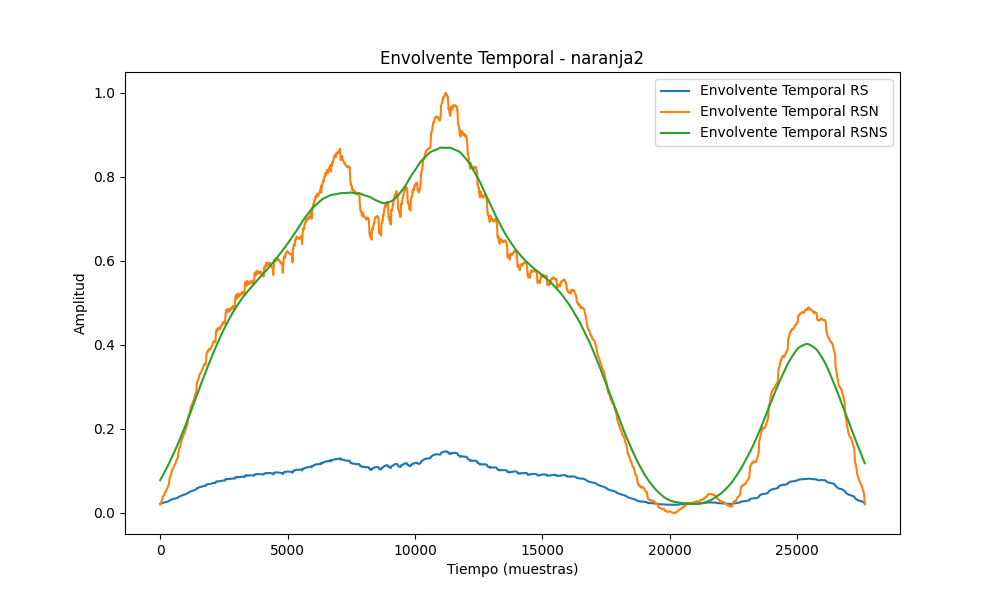 Envolvente Temporal - naranja2
Envolvente Temporal RS
Envolvente Temporal RSN
Envolvente Temporal RSNS
Amplitud
1.0
0.8
0.6
0.4
0.2
0.0
0 5000 10000 15000 20000 25000
Tiempo (muestras)